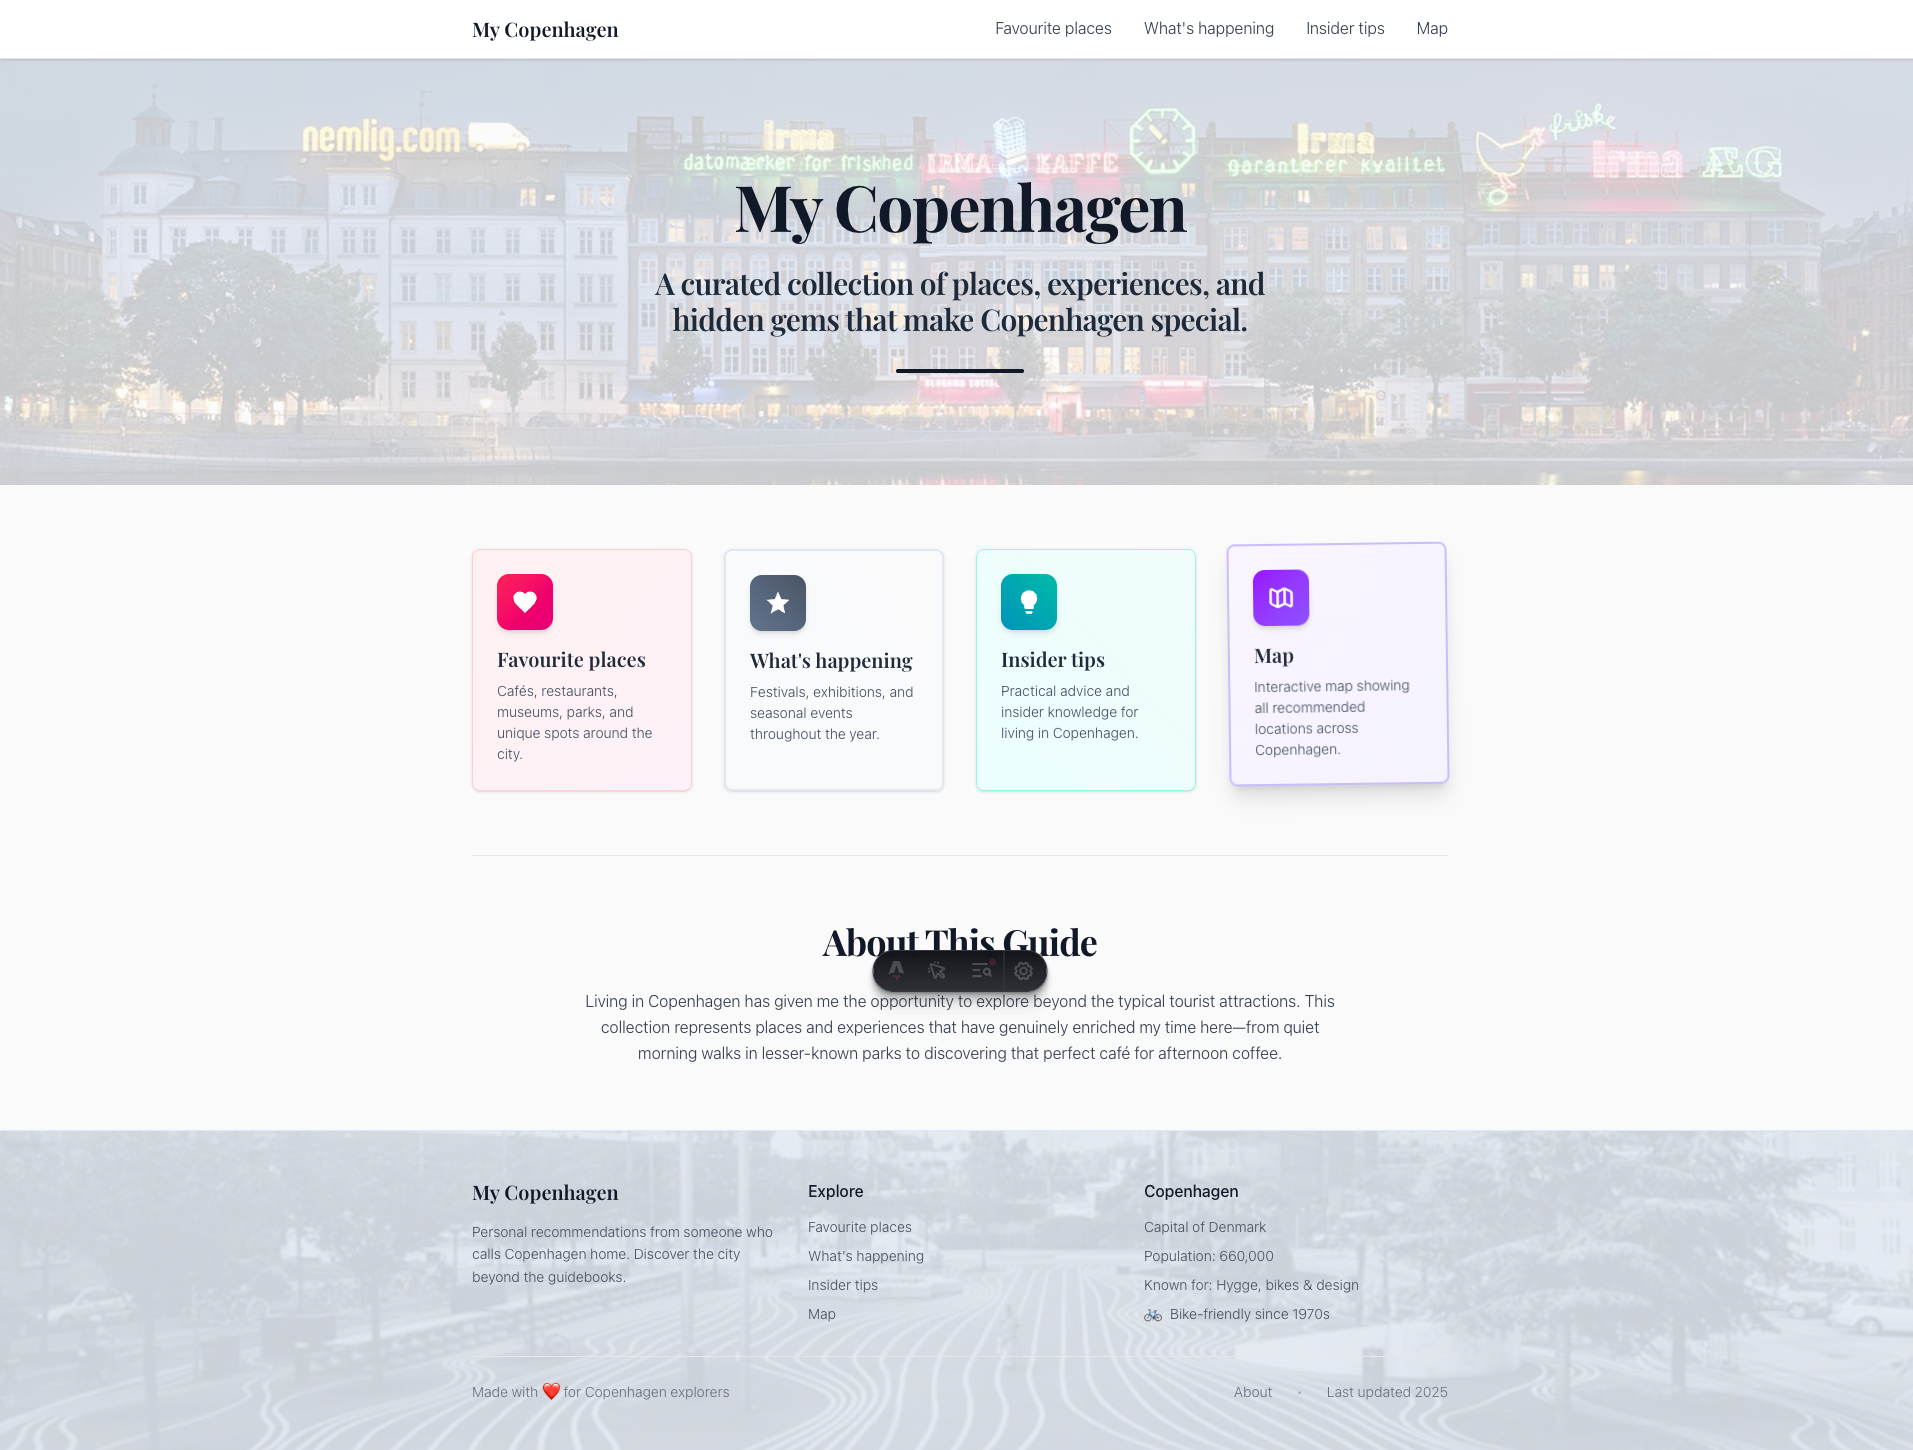 My Copenhagen
Favourite places
What's happening
Insider tips
Map
nemlig.com
Irma
datomærker for friskhed
IRMA KAFFE
Irma
garanterer kvalitet
friske
Irma ÆG
My Copenhagen
A curated collection of places, experiences, and
hidden gems that make Copenhagen special.
Favourite places
Cafés, restaurants,
museums, parks, and
unique spots around the
city.
What's happening
Festivals, exhibitions, and
seasonal events
throughout the year.
Insider tips
Practical advice and
insider knowledge for
living in Copenhagen.
Map
Interactive map showing
all recommended
locations across
Copenhagen.
About This Guide
Living in Copenhagen has given me the opportunity to explore beyond the typical tourist attractions. This
collection represents places and experiences that have genuinely enriched my time here—from quiet
morning walks in lesser-known parks to discovering that perfect café for afternoon coffee.
My Copenhagen
Personal recommendations from someone who
calls Copenhagen home. Discover the city
beyond the guidebooks.
Explore
Favourite places
What's happening
Insider tips
Map
Copenhagen
Capital of Denmark
Population: 660,000
Known for: Hygge, bikes & design
🚲 Bike-friendly since 1970s
Made with ❤️ for Copenhagen explorers
About · Last updated 2025